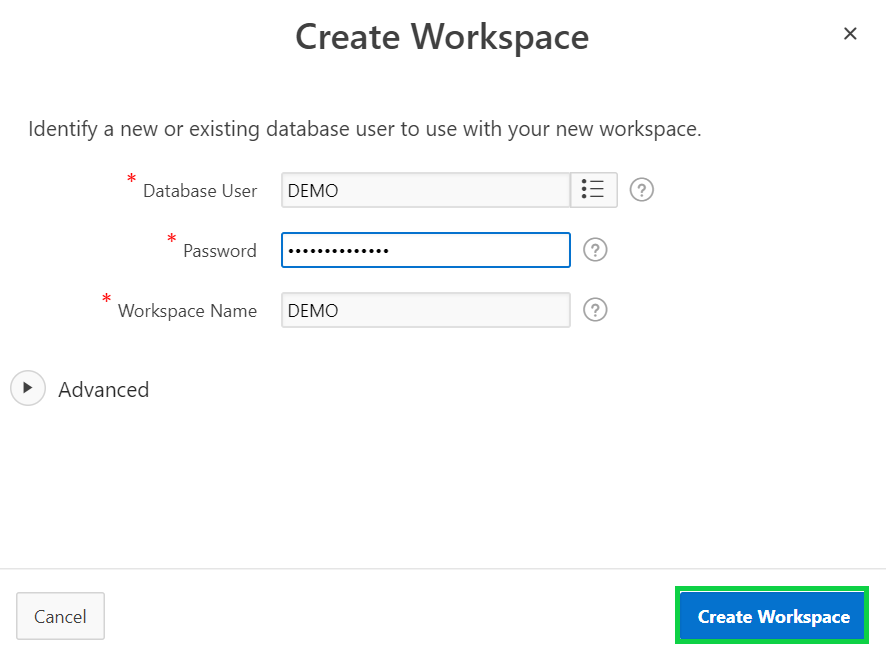 Create Workspace
Identify a new or existing database user to use with your new workspace.
* Database User DEMO ?
* Password •••••••••••••• ?
* Workspace Name DEMO ?
Advanced
Cancel Create Workspace